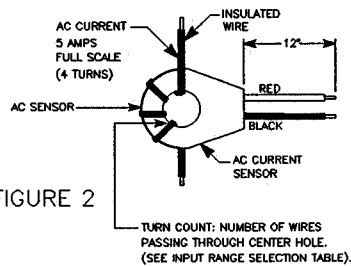 AC CURRENT
5 AMPS
FULL SCALE
(4 TURNS)
INSULATED
WIRE
12"
AC SENSOR
RED
BLACK
AC CURRENT
SENSOR
FIGURE 2
TURN COUNT: NUMBER OF WIRES
PASSING THROUGH CENTER HOLE.
(SEE INPUT RANGE SELECTION TABLE).